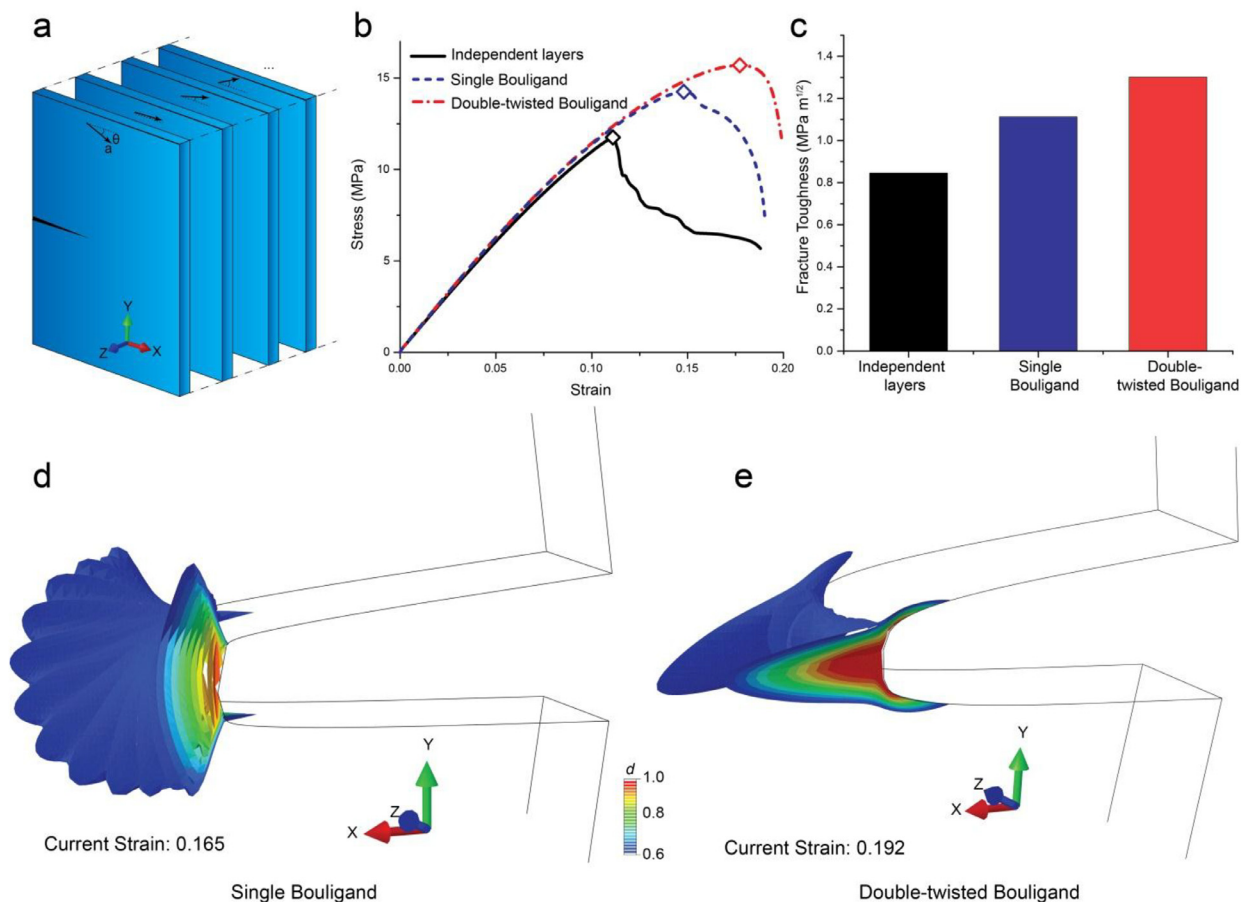 a
...
θ
a
Y
Z
X
b
Stress (MPa)
15
10
5
0
0.00
0.05
0.10
0.15
0.20
Strain
Independent layers
Single Bouligand
Double-twisted Bouligand
c
Fracture Toughness (MPa m1/2)
1.4
1.2
1.0
0.8
0.6
0.4
0.2
0.0
Independent
layers
Single
Bouligand
Double-
twisted Bouligand
d
Y
Z
X
Current Strain: 0.165
Single Bouligand
d
1.0
0.8
0.6
e
Y
Z
X
Current Strain: 0.192
Double-twisted Bouligand